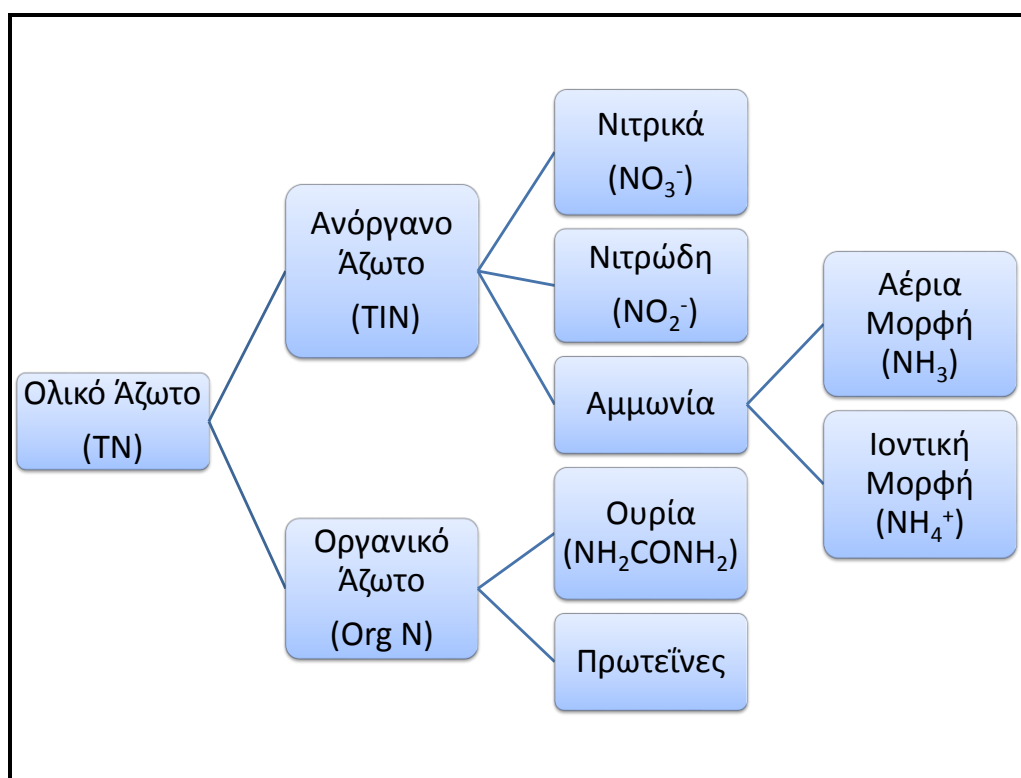 Ολικό Άζωτο
(TN)
Ανόργανο
Άζωτο
(TIN)
Νιτρικά
(NO₃⁻)
Νιτρώδη
(NO₂⁻)
Αμμωνία
Αέρια
Μορφή
(NH₃)
Ιοντική
Μορφή
(NH₄⁺)
Οργανικό
Άζωτο
(Org N)
Ουρία
(NH₂CONH₂)
Πρωτεΐνες